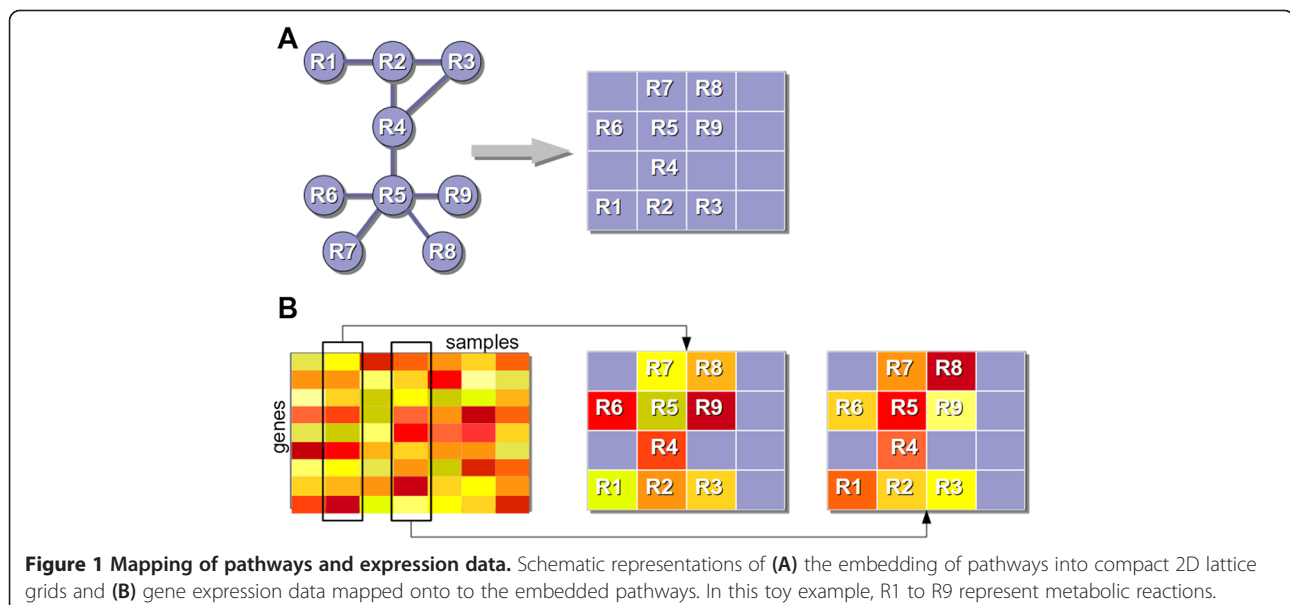 A
R1 R2 R3
R4
R6 R5 R9
R7 R8
R7 R8
R6 R5 R9
R4
R1 R2 R3
B
samples
genes
R7 R8
R6 R5 R9
R4
R1 R2 R3
R7 R8
R6 R5 R9
R4
R1 R2 R3
Figure 1 Mapping of pathways and expression data. Schematic representations of (A) the embedding of pathways into compact 2D lattice
grids and (B) gene expression data mapped onto to the embedded pathways. In this toy example, R1 to R9 represent metabolic reactions.